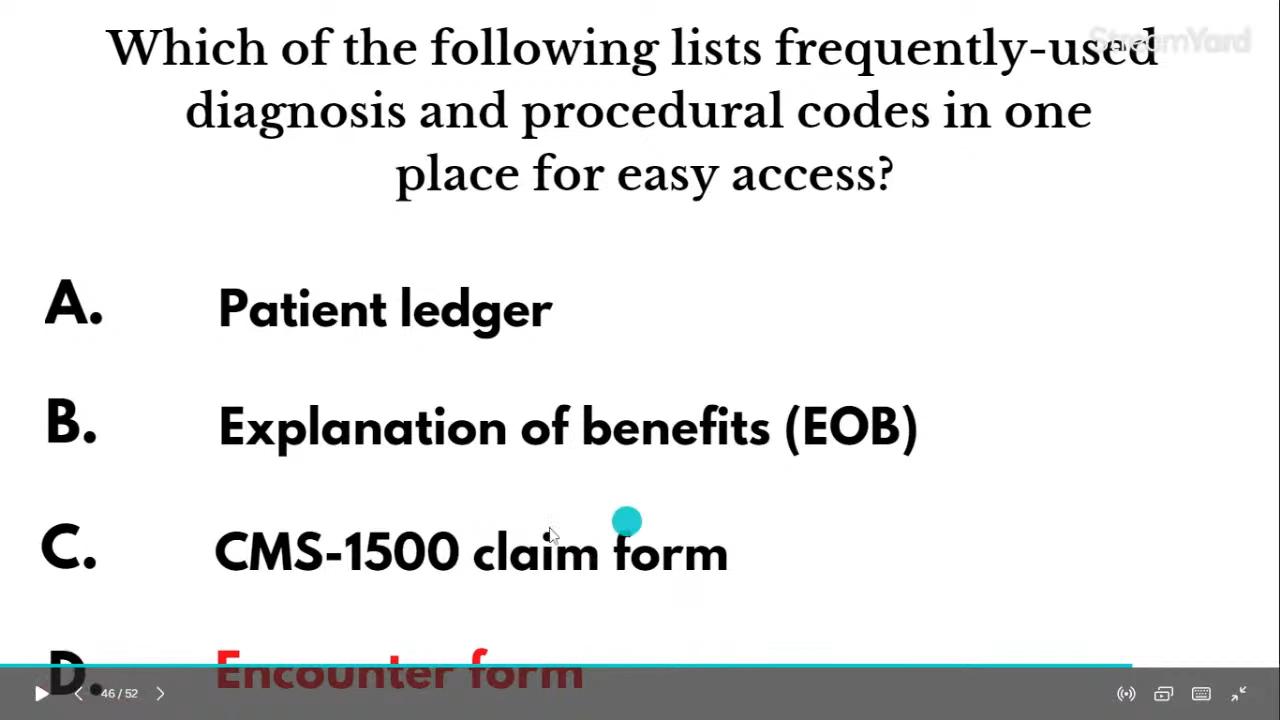 StreamYard
Which of the following lists frequently-used
diagnosis and procedural codes in one
place for easy access?
A. Patient ledger
B. Explanation of benefits (EOB)
C. CMS-1500 claim form
D. Encounter form
46 / 52